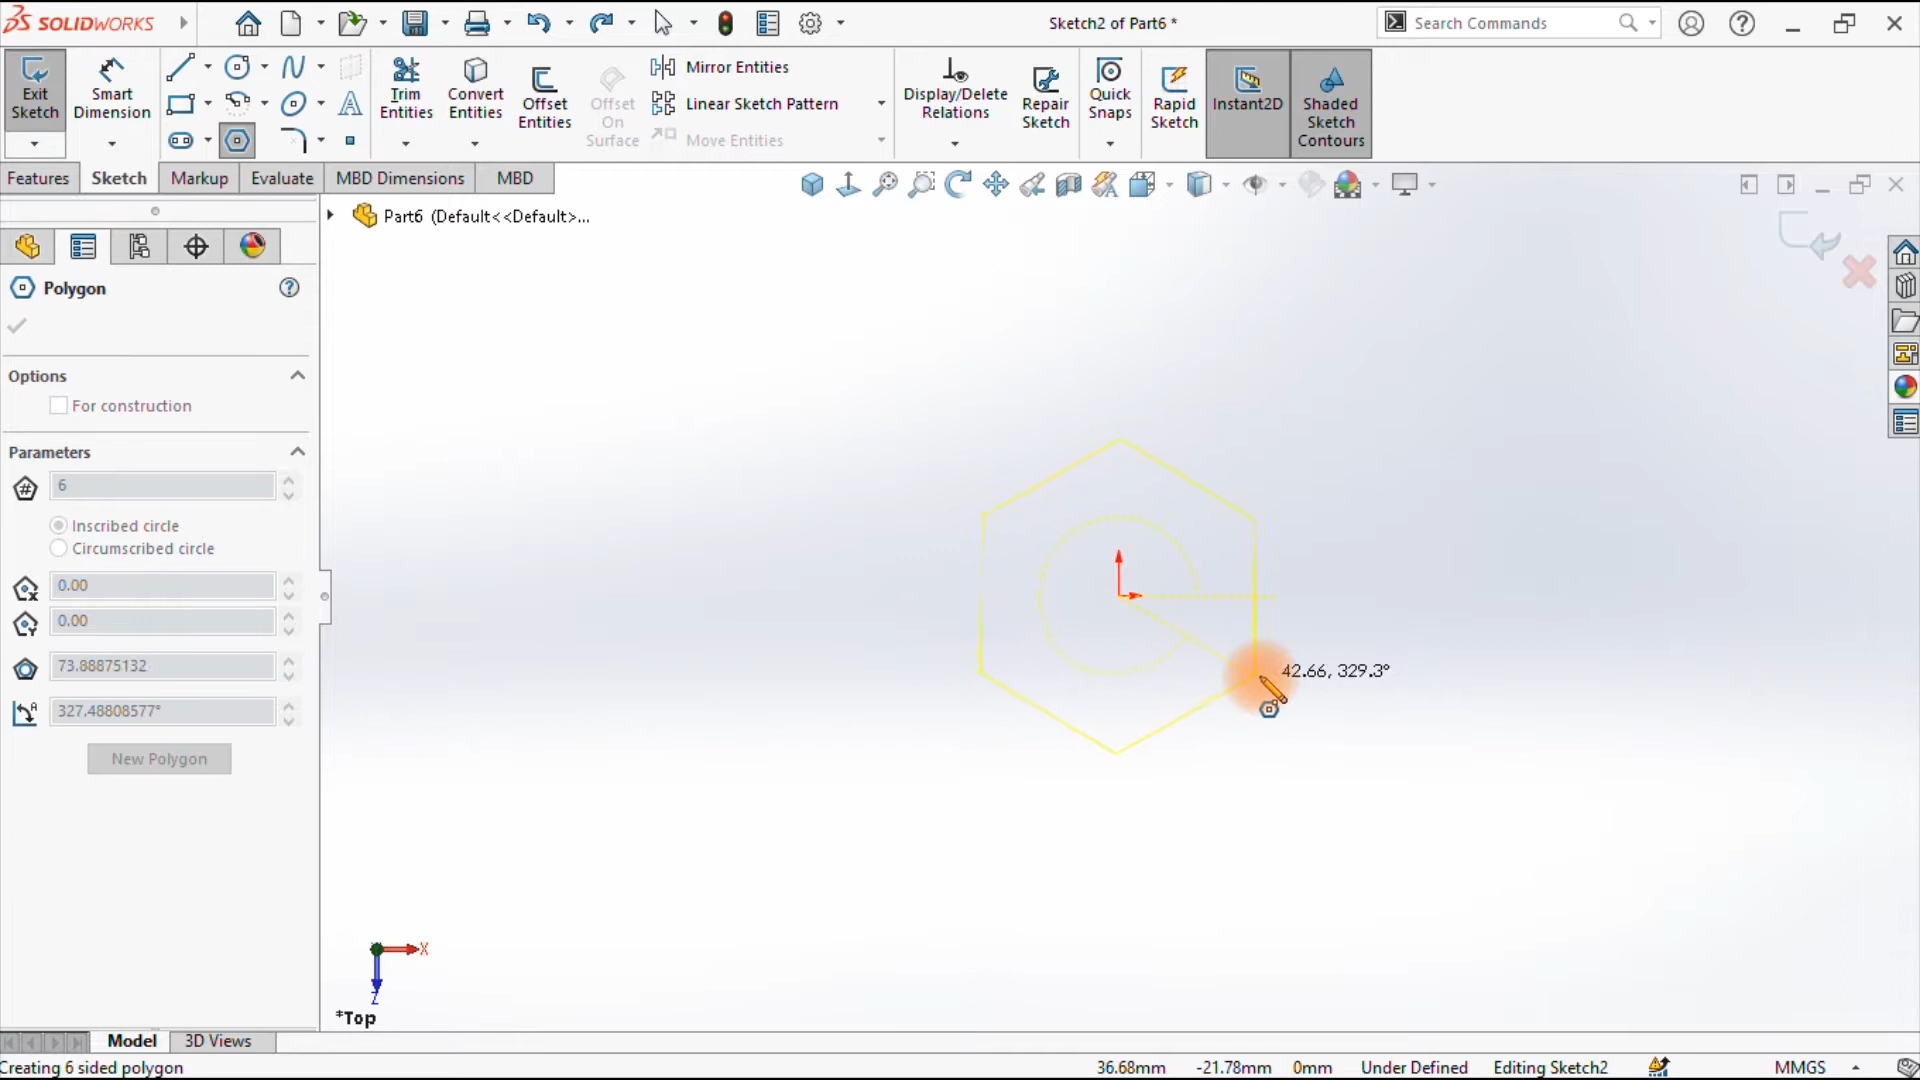 SOLIDWORKS
Sketch2 of Part6 *
Search Commands
Exit Sketch
Smart Dimension
Trim Entities
Convert Entities
Offset Entities
Offset On Surface
Mirror Entities
Linear Sketch Pattern
Move Entities
Display/Delete Relations
Repair Sketch
Quick Snaps
Rapid Sketch
Instant2D
Shaded Sketch Contours
Features
Sketch
Markup
Evaluate
MBD Dimensions
MBD
Part6 (Default<<Default>...
Polygon
Options
For construction
Parameters
6
Inscribed circle
Circumscribed circle
0.00
0.00
73.88875132
327.48808577°
New Polygon
42.66, 329.3°
X
Z
*Top
Model
3D Views
Creating 6 sided polygon
36.68mm
-21.78mm
0mm
Under Defined
Editing Sketch2
MMGS